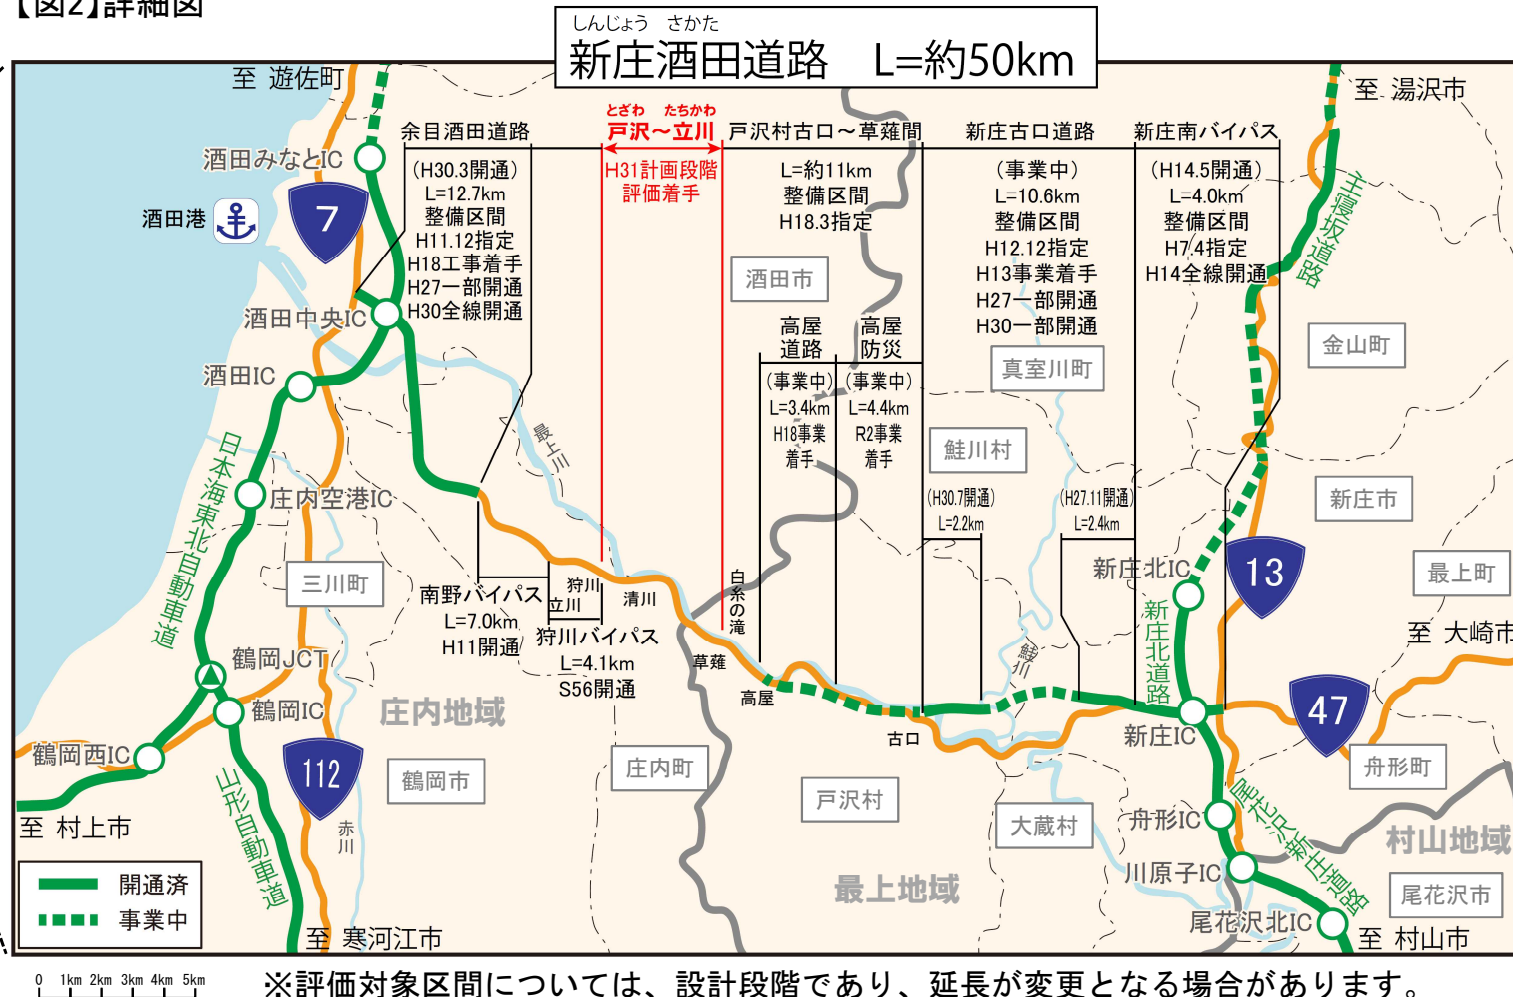 【図2】詳細図
しんじょう さかた
新庄酒田道路 L=約50km
至 遊佐町
至 湯沢市
余目酒田道路
(H30.3開通)
L=12.7km
整備区間
H11.12指定
H18工事着手
H27一部開通
H30全線開通
とざわ たちかわ
戸沢～立川
H31計画段階
評価着手
戸沢村古口～草薙間
L=約11km
整備区間
H18.3指定
新庄古口道路
(事業中)
L=10.6km
整備区間
H12.12指定
H13事業着手
H27一部開通
H30一部開通
新庄南バイパス
(H14.5開通)
L=4.0km
整備区間
H7.4指定
H14全線開通
酒田みなとIC
酒田港
7
主寝坂道路
酒田市
酒田中央IC
高屋
道路
(事業中)
L=3.4km
H18事業
着手
高屋
防災
(事業中)
L=4.4km
R2事業
着手
真室川町
金山町
酒田IC
最上川
鮭川村
日本海東北自動車道
庄内空港IC
(H30.7開通)
L=2.2km
(H27.11開通)
L=2.4km
新庄市
三川町
南野バイパス
L=7.0km
H11開通
狩川
立川
狩川バイパス
L=4.1km
S56開通
清川
白糸の滝
新庄北IC
13
最上町
新庄北道路
至 大崎市
鶴岡JCT
草薙
高屋
鮭川
鶴岡IC
庄内地域
古口
新庄IC
47
鶴岡西IC
112
鶴岡市
庄内町
戸沢村
舟形町
山形自動車道
大蔵村
舟形IC
尾花沢新庄道路
至 村上市
赤川
村山地域
最上地域
川原子IC
尾花沢市
開通済
事業中
尾花沢北IC
至 寒河江市
至 村山市
0 1km 2km 3km 4km 5km
※評価対象区間については、設計段階であり、延長が変更となる場合があります。